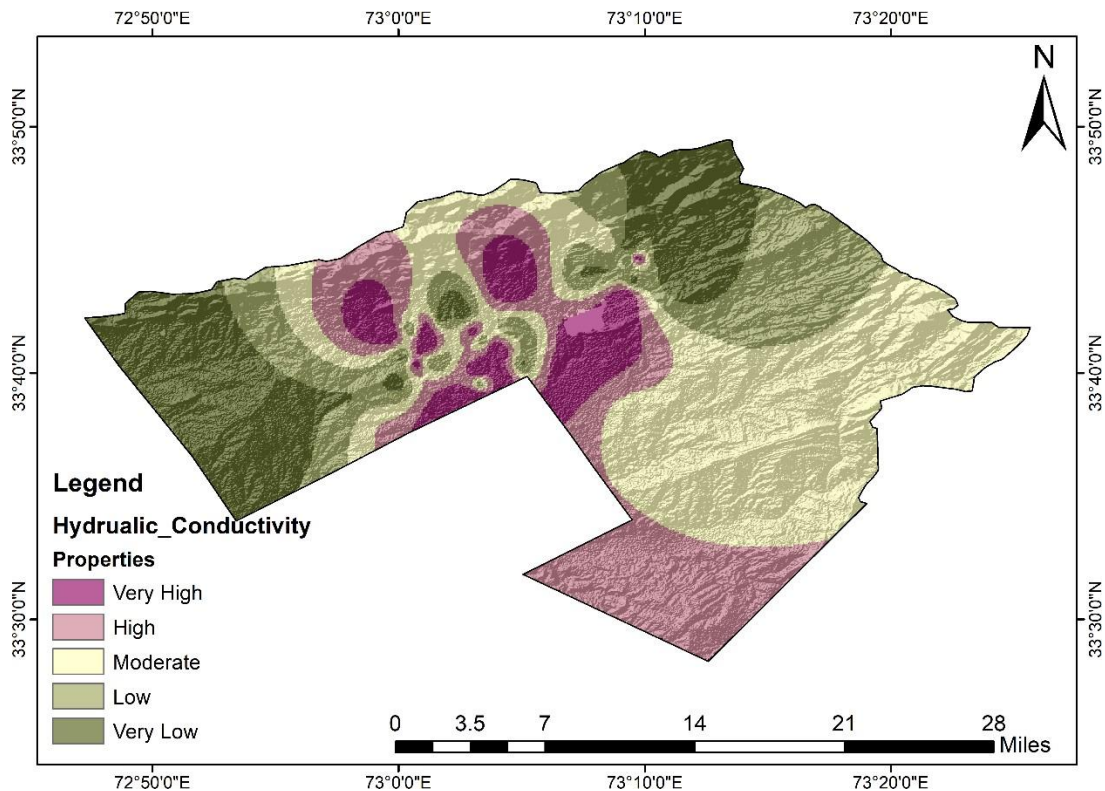 72°50'0"E 73°0'0"E 73°10'0"E 73°20'0"E
N
33°50'0"N 33°50'0"N
33°40'0"N 33°40'0"N
Legend
Hydrualic_Conductivity
Properties
Very High
High
Moderate
Low
Very Low
33°30'0"N 33°30'0"N
0 3.5 7 14 21 28
Miles
72°50'0"E 73°0'0"E 73°10'0"E 73°20'0"E